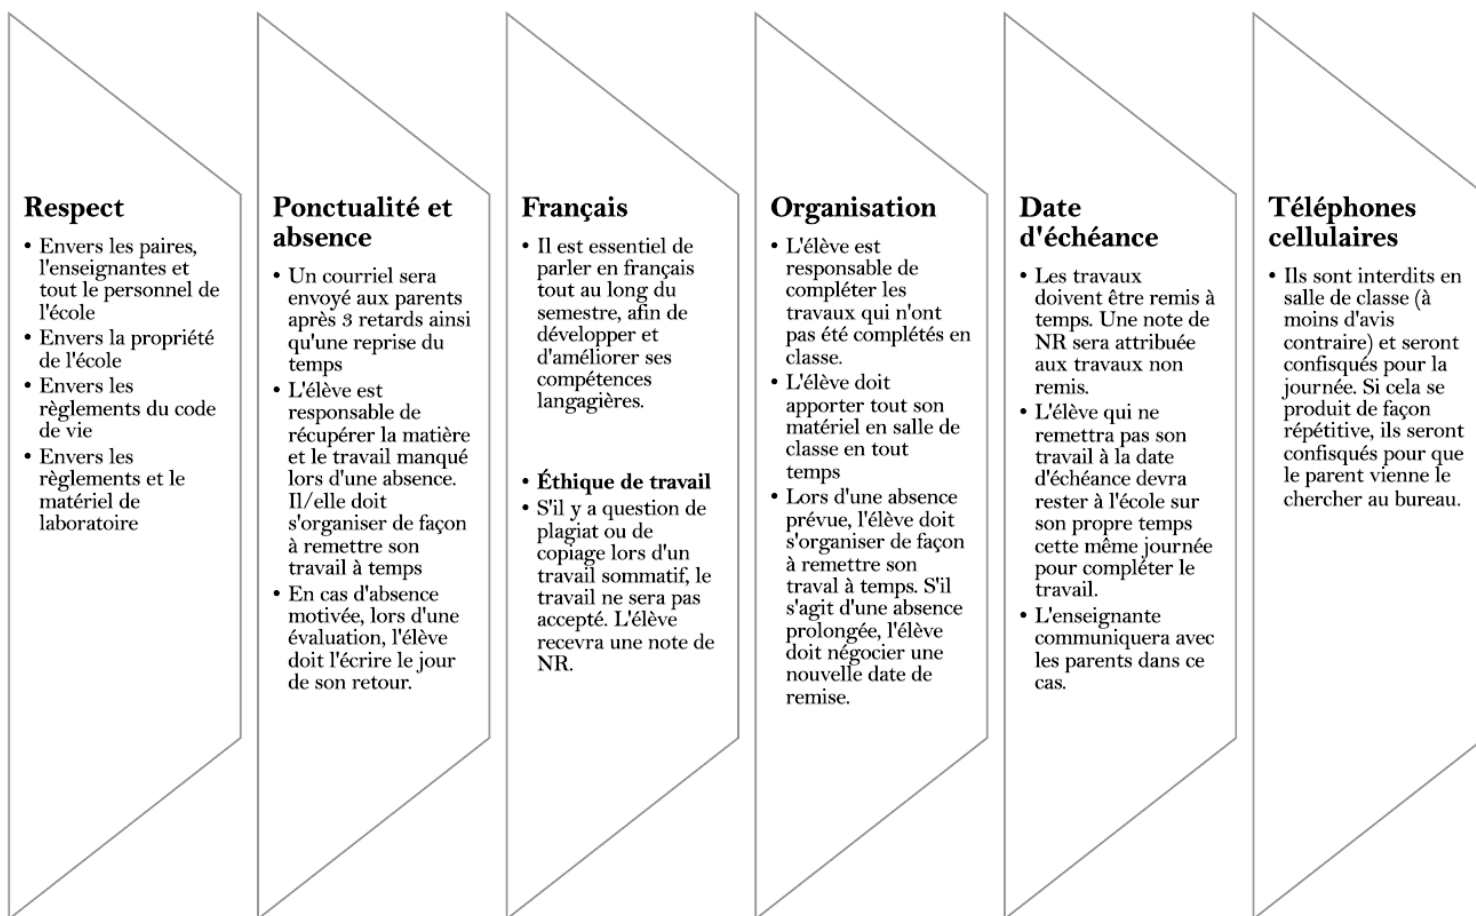 Respect
• Envers les paires,
l'enseignantes et
tout le personnel de
l'école
• Envers la propriété
de l'école
• Envers les
règlements du code
de vie
• Envers les
règlements et le
matériel de
laboratoire
Ponctualité et
absence
• Un courriel sera
envoyé aux parents
après 3 retards ainsi
qu'une reprise du
temps
• L'élève est
responsable de
récupérer la matière
et le travail manqué
lors d'une absence.
Il/elle doit
s'organiser de façon
à remettre son
travail à temps
• En cas d'absence
motivée, lors d'une
évaluation, l'élève
doit l'écrire le jour
de son retour.
Français
• Il est essentiel de
parler en français
tout au long du
semestre, afin de
développer et
d'améliorer ses
compétences
langagières.
• Éthique de travail
• S'il y a question de
plagiat ou de
copiage lors d'un
travail sommatif, le
travail ne sera pas
accepté. L'élève
recevra une note de
NR.
Organisation
• L'élève est
responsable de
compléter les
travaux qui n'ont
pas été complétés en
classe.
• L'élève doit
apporter tout son
matériel en salle de
classe en tout
temps
• Lors d'une absence
prévue, l'élève doit
s'organiser de façon
à remettre son
traval à temps. S'il
s'agit d'une absence
prolongée, l'élève
doit négocier une
nouvelle date de
remise.
Date
d'échéance
• Les travaux
doivent être remis à
temps. Une note de
NR sera attribuée
aux travaux non
remis.
• L'élève qui ne
remettra pas son
travail à la date
d'échéance devra
rester à l'école sur
son propre temps
cette même journée
pour compléter le
travail.
• L'enseignante
communiquera avec
les parents dans ce
cas.
Téléphones
cellulaires
• Ils sont interdits en
salle de classe (à
moins d'avis
contraire) et seront
confisqués pour la
journée. Si cela se
produit de façon
répétitive, ils seront
confisqués pour que
le parent vienne le
chercher au bureau.